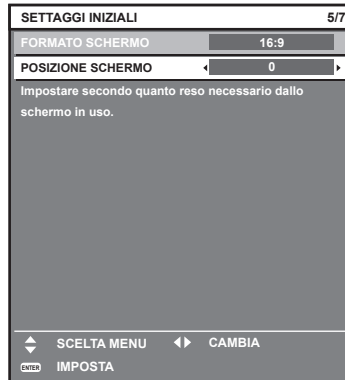 SETTAGGI INIZIALI 5/7
FORMATO SCHERMO 16:9
POSIZIONE SCHERMO 0
Impostare secondo quanto reso necessario dallo
schermo in uso.
SCELTA MENU CAMBIA
ENTER IMPOSTA